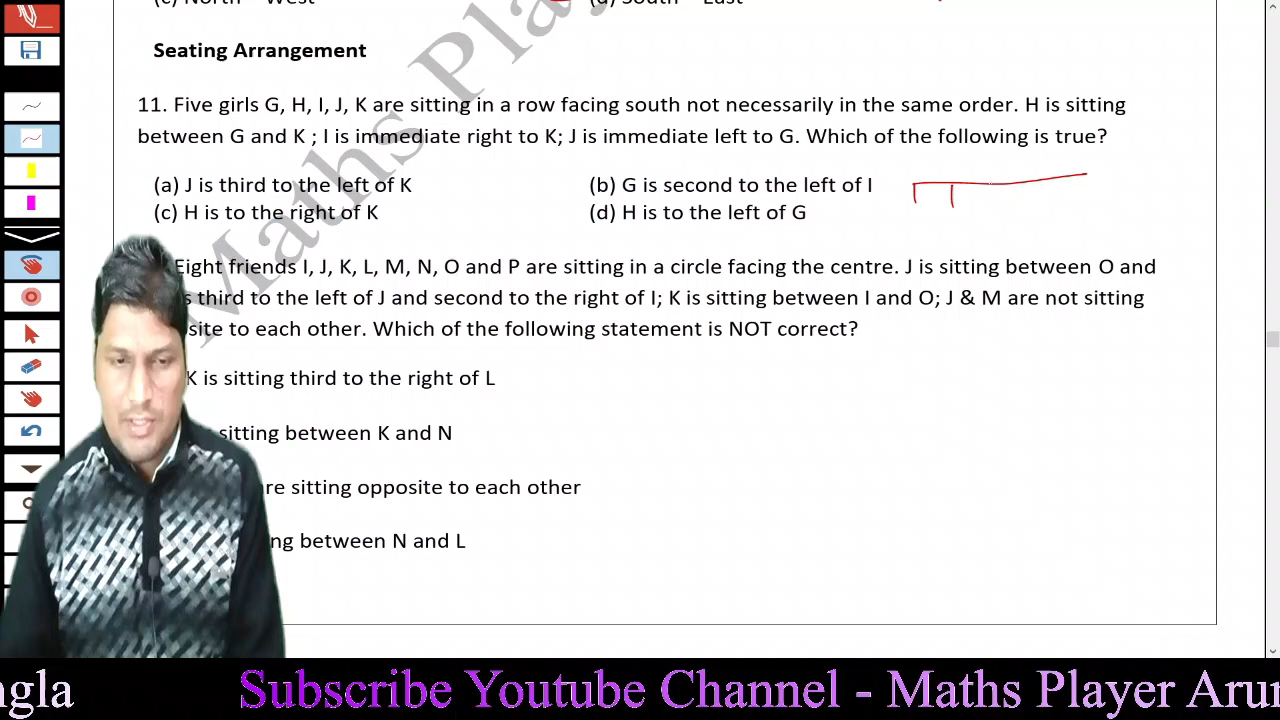 (c) North – West (d) South – East
Seating Arrangement
11. Five girls G, H, I, J, K are sitting in a row facing south not necessarily in the same order. H is sitting
between G and K ; I is immediate right to K; J is immediate left to G. Which of the following is true?
(a) J is third to the left of K (b) G is second to the left of I
(c) H is to the right of K (d) H is to the left of G
Eight friends I, J, K, L, M, N, O and P are sitting in a circle facing the centre. J is sitting between O and
s third to the left of J and second to the right of I; K is sitting between I and O; J & M are not sitting
site to each other. Which of the following statement is NOT correct?
K is sitting third to the right of L
sitting between K and N
re sitting opposite to each other
ng between N and L
Maths Pla
ngla Subscribe Youtube Channel - Maths Player Arun